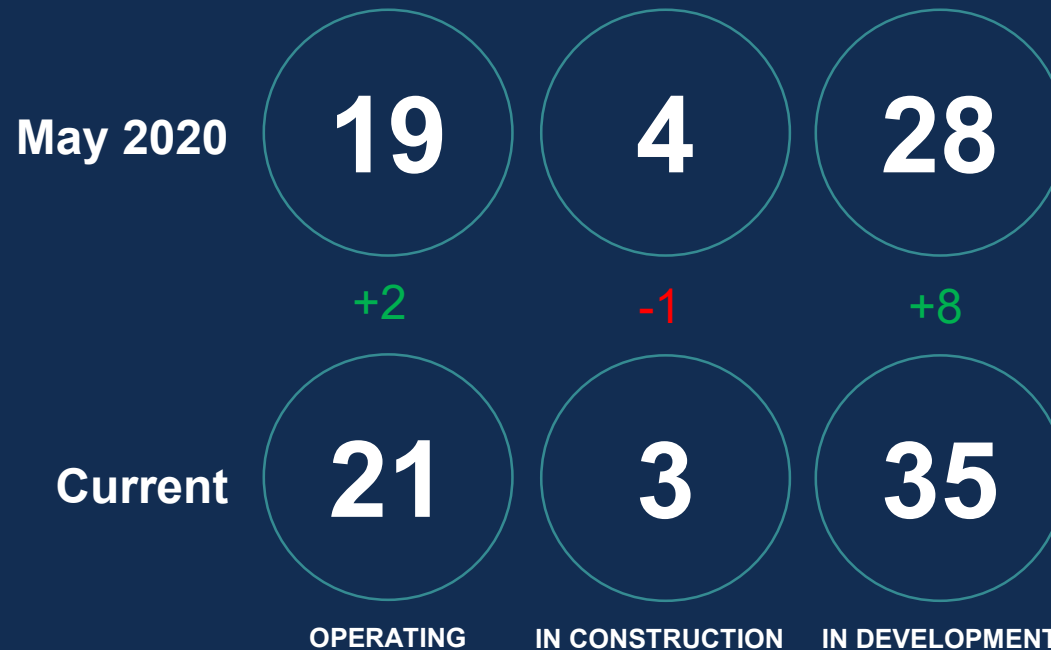 May 2020 19 4 28
+2 -1 +8
Current 21 3 35
OPERATING IN CONSTRUCTION IN DEVELOPMENT